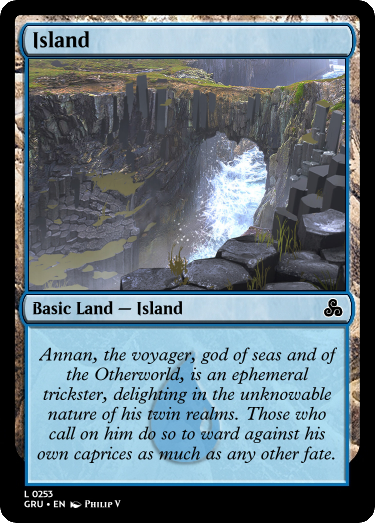 Island
Basic Land — Island
Annan, the voyager, god of seas and of
the Otherworld, is an ephemeral
trickster, delighting in the unknowable
nature of his twin realms. Those who
call on him do so to ward against his
own caprices as much as any other fate.
L 0253
GRU • EN Philip V